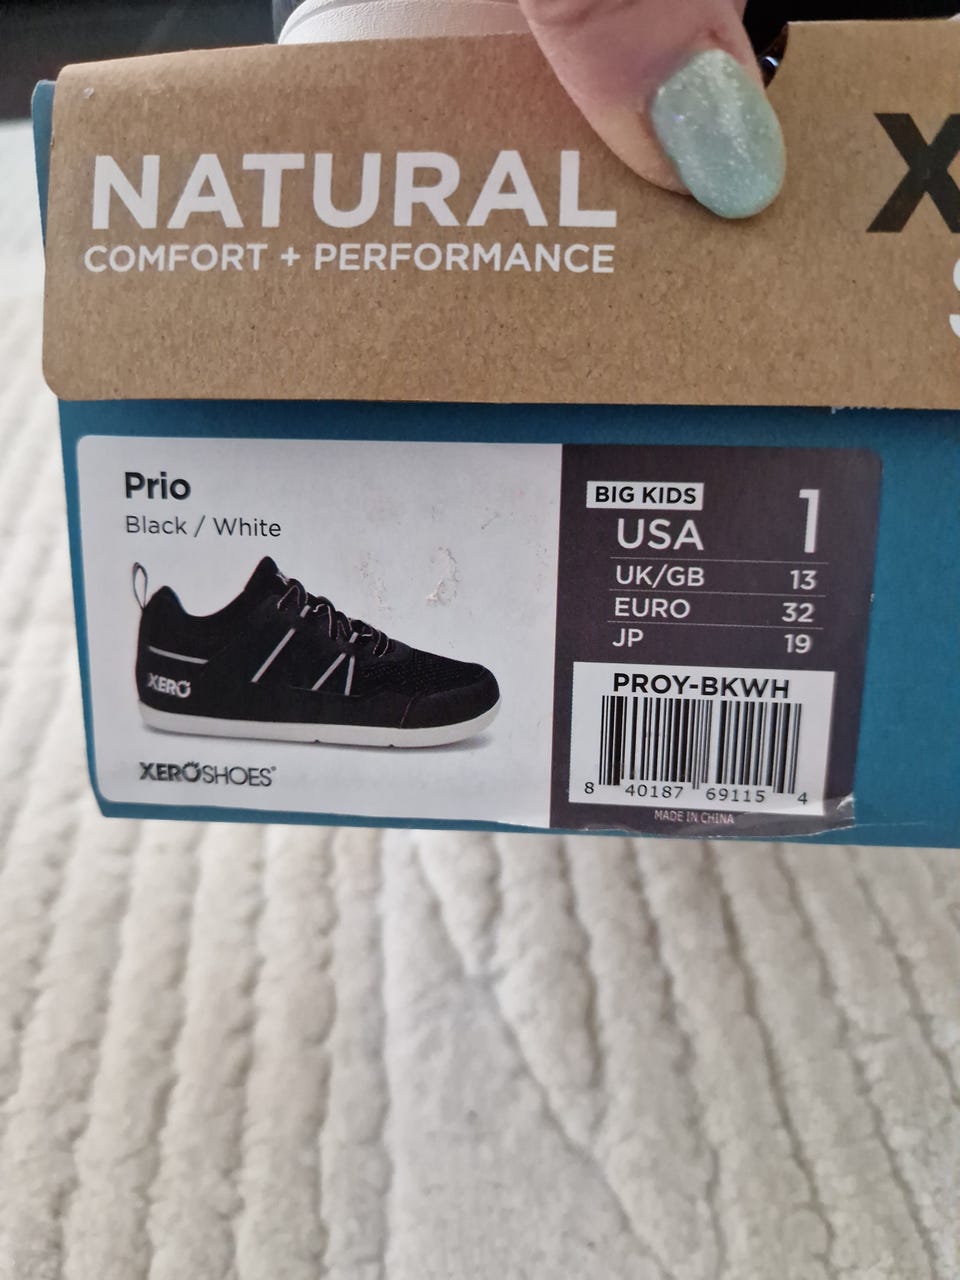 NATURAL
COMFORT + PERFORMANCE
X
Prio
Black / White
XERO
XEROSHOES®
BIG KIDS
USA 1
UK/GB 13
EURO 32
JP 19
PROY-BKWH
8 40187 69115 4
MADE IN CHINA